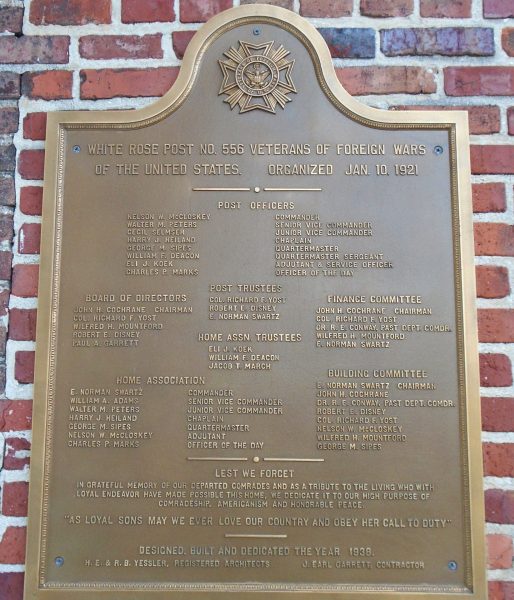 WHITE ROSE POST NO. 556 VETERANS OF FOREIGN WARS
OF THE UNITED STATES. ORGANIZED JAN. 10, 1921
POST OFFICERS
NELSON W. McCLOSKEY COMMANDER
WALTER M. PETERS SENIOR VICE COMMANDER
CECIL SELMSER JUNIOR VICE COMMANDER
HARRY J. HEILAND CHAPLAIN
GEORGE M. SIPES QUARTERMASTER
WILLIAM F. DEACON QUARTERMASTER SERGEANT
ELI J. KOEK ADJUTANT & SERVICE OFFICER
CHARLES P. MARKS OFFICER OF THE DAY
BOARD OF DIRECTORS
JOHN H. COCHRANE CHAIRMAN
COL. RICHARD F. YOST
WILFRED H. MOUNTFORD
ROBERT E. DISNEY
PAUL A. GARRETT
POST TRUSTEES
COL. RICHARD F. YOST
ROBERT E. DISNEY
E. NORMAN SWARTZ
HOME ASSN. TRUSTEES
ELI J. KOEK
WILLIAM F. DEACON
JACOB T. MARCH
FINANCE COMMITTEE
JOHN H. COCHRANE CHAIRMAN
COL. RICHARD F. YOST
DR. R. E. CONWAY, PAST DEPT. COMDR.
WILFRED H. MOUNTFORD
E. NORMAN SWARTZ
HOME ASSOCIATION
E. NORMAN SWARTZ COMMANDER
WILLIAM A. ADAMS SENIOR VICE COMMANDER
WALTER M. PETERS JUNIOR VICE COMMANDER
HARRY J. HEILAND CHAPLAIN
GEORGE M. SIPES QUARTERMASTER
NELSON W. McCLOSKEY ADJUTANT
CHARLES P. MARKS OFFICER OF THE DAY
BUILDING COMMITTEE
E. NORMAN SWARTZ CHAIRMAN
JOHN H. COCHRANE
DR. R. E. CONWAY, PAST DEPT. COMDR.
ROBERT E. DISNEY
COL. RICHARD F. YOST
NELSON W. McCLOSKEY
WILFRED H. MOUNTFORD
GEORGE M. SIPES
LEST WE FORGET
IN GRATEFUL MEMORY OF OUR DEPARTED COMRADES AND AS A TRIBUTE TO THE LIVING WHO WITH
LOYAL ENDEAVOR HAVE MADE POSSIBLE THIS HOME, WE DEDICATE IT TO OUR HIGH PURPOSE OF
COMRADESHIP, AMERICANISM AND HONORABLE PEACE.
"AS LOYAL SONS MAY WE EVER LOVE OUR COUNTRY AND OBEY HER CALL TO DUTY"
DESIGNED, BUILT AND DEDICATED THE YEAR 1938.
H. E. & R. B. YESSLER, REGISTERED ARCHITECTS J. EARL GARRETT, CONTRACTOR